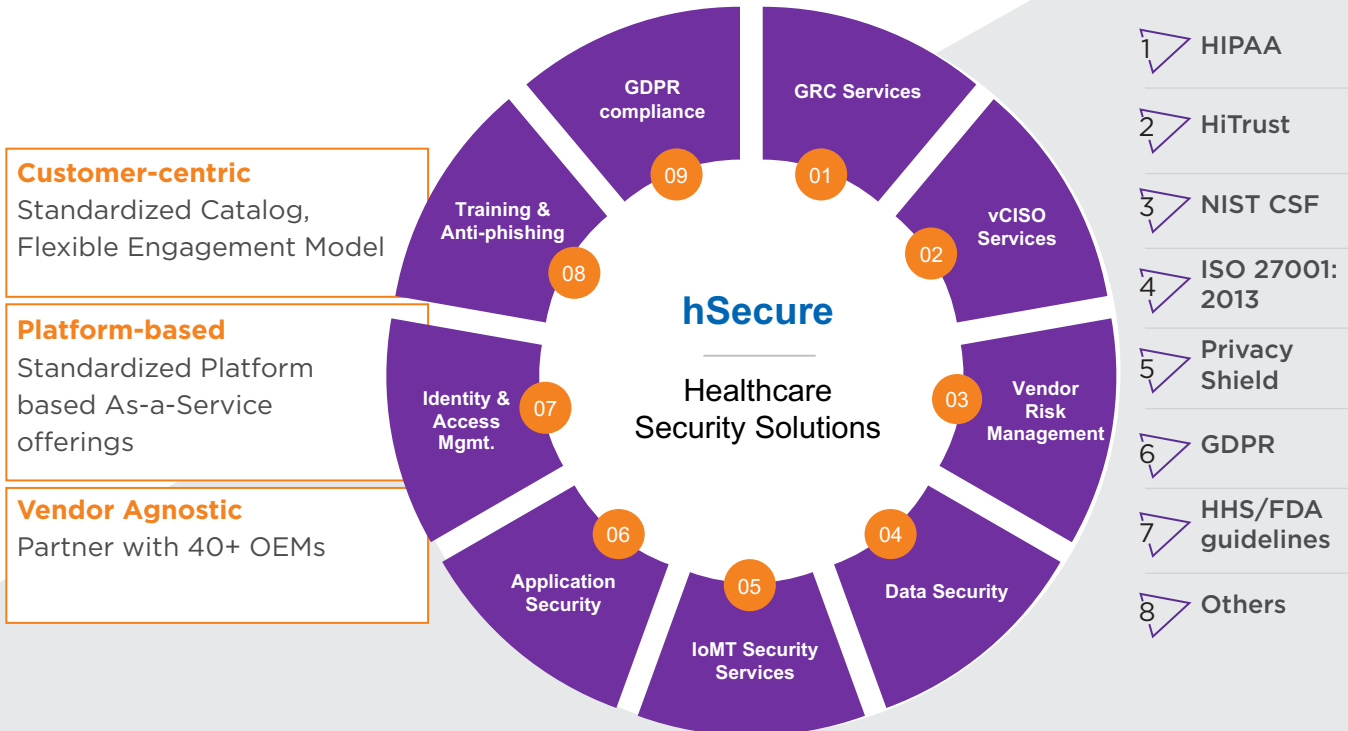 Customer-centric
Standardized Catalog,
Flexible Engagement Model
Platform-based
Standardized Platform
based As-a-Service
offerings
Vendor Agnostic
Partner with 40+ OEMs
hSecure
Healthcare
Security Solutions
GRC Services
01
vCISO
Services
02
Vendor
Risk
Management
03
Data Security
04
IoMT Security
Services
05
Application
Security
06
Identity &
Access
Mgmt.
07
Training &
Anti-phishing
08
GDPR
compliance
09
1
HIPAA
2
HiTrust
3
NIST CSF
4
ISO 27001:
2013
5
Privacy
Shield
6
GDPR
7
HHS/FDA
guidelines
8
Others